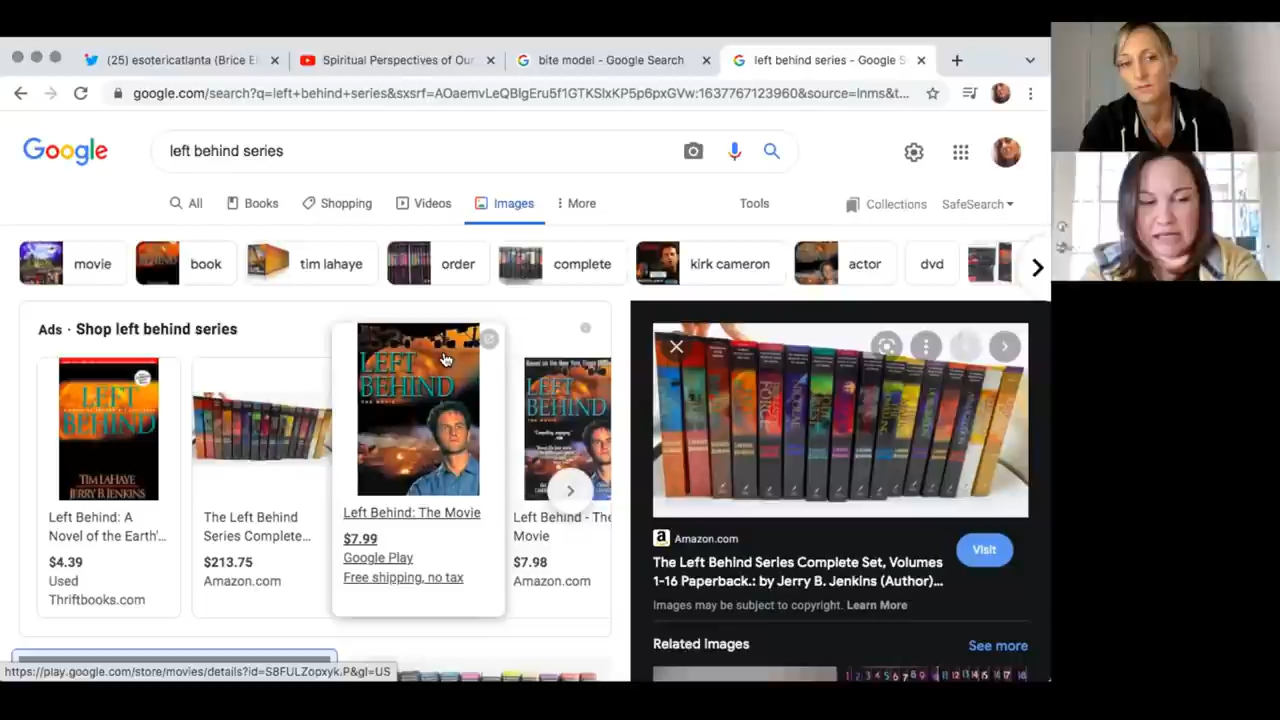 (25) esotericatlanta (Brice El
Spiritual Perspectives of Our
bite model - Google Search
left behind series - Google S
google.com/search?q=left+behind+series&sxsrf=AOaemvLeQBlgEru5f1GTKSlxKP5p6pxGVw:1637767123960&source=lnms&t...
Google
left behind series
All
Books
Shopping
Videos
Images
More
Tools
Collections
SafeSearch
movie
book
tim lahaye
order
complete
kirk cameron
actor
dvd
Ads · Shop left behind series
LEFT BEHIND
TIM LAHAYE
JERRY B. JENKINS
Left Behind: A
Novel of the Earth'...
$4.39
Used
Thriftbooks.com
The Left Behind
Series Complete...
$213.75
Amazon.com
LEFT
BEHIND
THE MOVIE
Left Behind: The Movie
$7.99
Google Play
Free shipping, no tax
LEFT
BEHIND
Left Behind - The
Movie
$7.98
Amazon.com
Amazon.com
The Left Behind Series Complete Set, Volumes
1-16 Paperback.: by Jerry B. Jenkins (Author)...
Visit
Images may be subject to copyright. Learn More
Related Images
See more
https://play.google.com/store/movies/details?id=SBFULZopxyk.P&gl=US